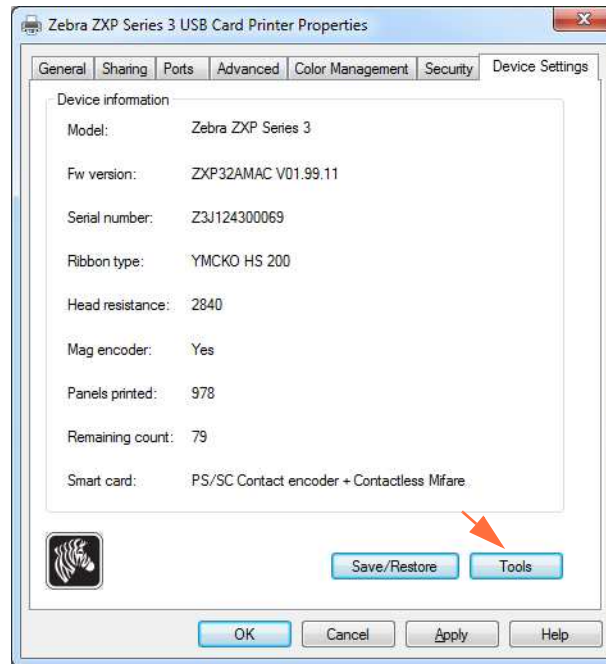 Zebra ZXP Series 3 USB Card Printer Properties
General Sharing Ports Advanced Color Management Security Device Settings
Device information
Model: Zebra ZXP Series 3
Fw version: ZXP32AMAC V01.99.11
Serial number: Z3J124300069
Ribbon type: YMCKO HS 200
Head resistance: 2840
Mag encoder: Yes
Panels printed: 978
Remaining count: 79
Smart card: PS/SC Contact encoder + Contactless Mifare
Save/Restore Tools
OK Cancel Apply Help